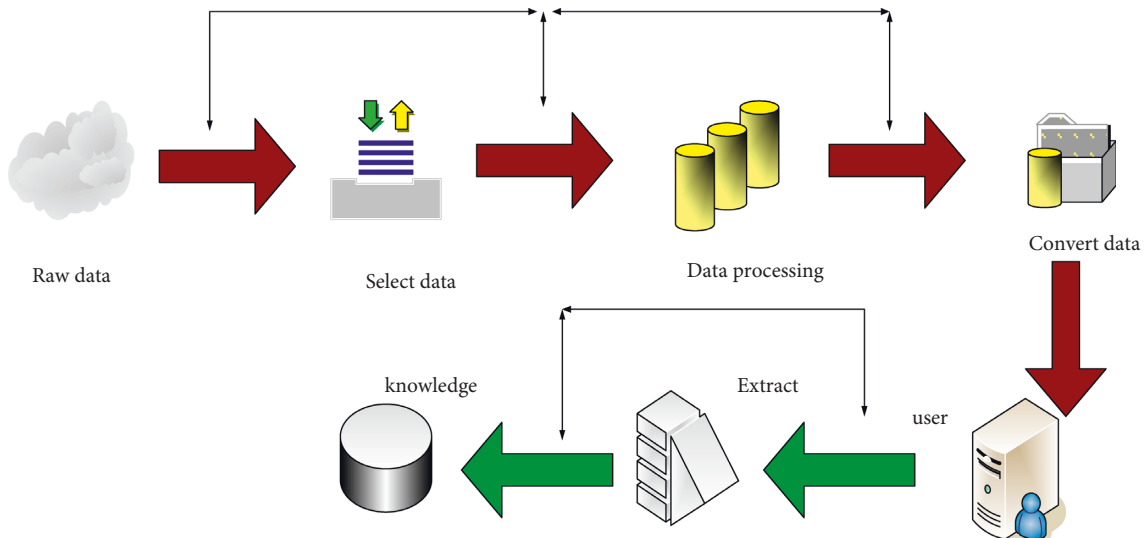 Raw data
Select data
Data processing
Convert data
knowledge
Extract
user